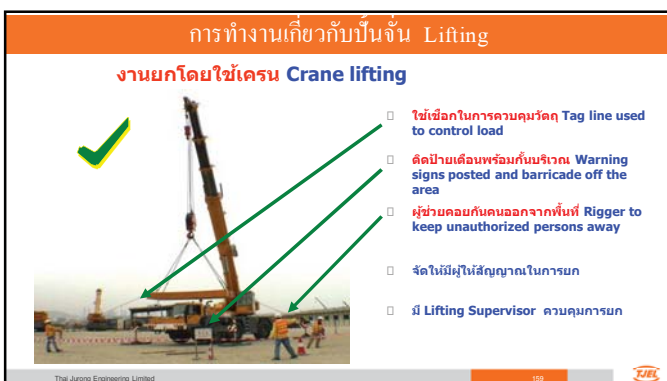 การทำงานเกี่ยวกับปั้นจั่น Lifting
งานยกโดยใช้เครน Crane lifting
ใช้เชือกในการควบคุมวัตถุ Tag line used
to control load
ติดป้ายเตือนพร้อมกั้นบริเวณ Warning
signs posted and barricade off the
area
ผู้ช่วยคอยกันคนออกจากพื้นที่ Rigger to
keep unauthorized persons away
จัดให้มีผู้ให้สัญญาณในการยก
มี Lifting Supervisor ควบคุมการยก
Thai Jurong Engineering Limited
159
TJEL